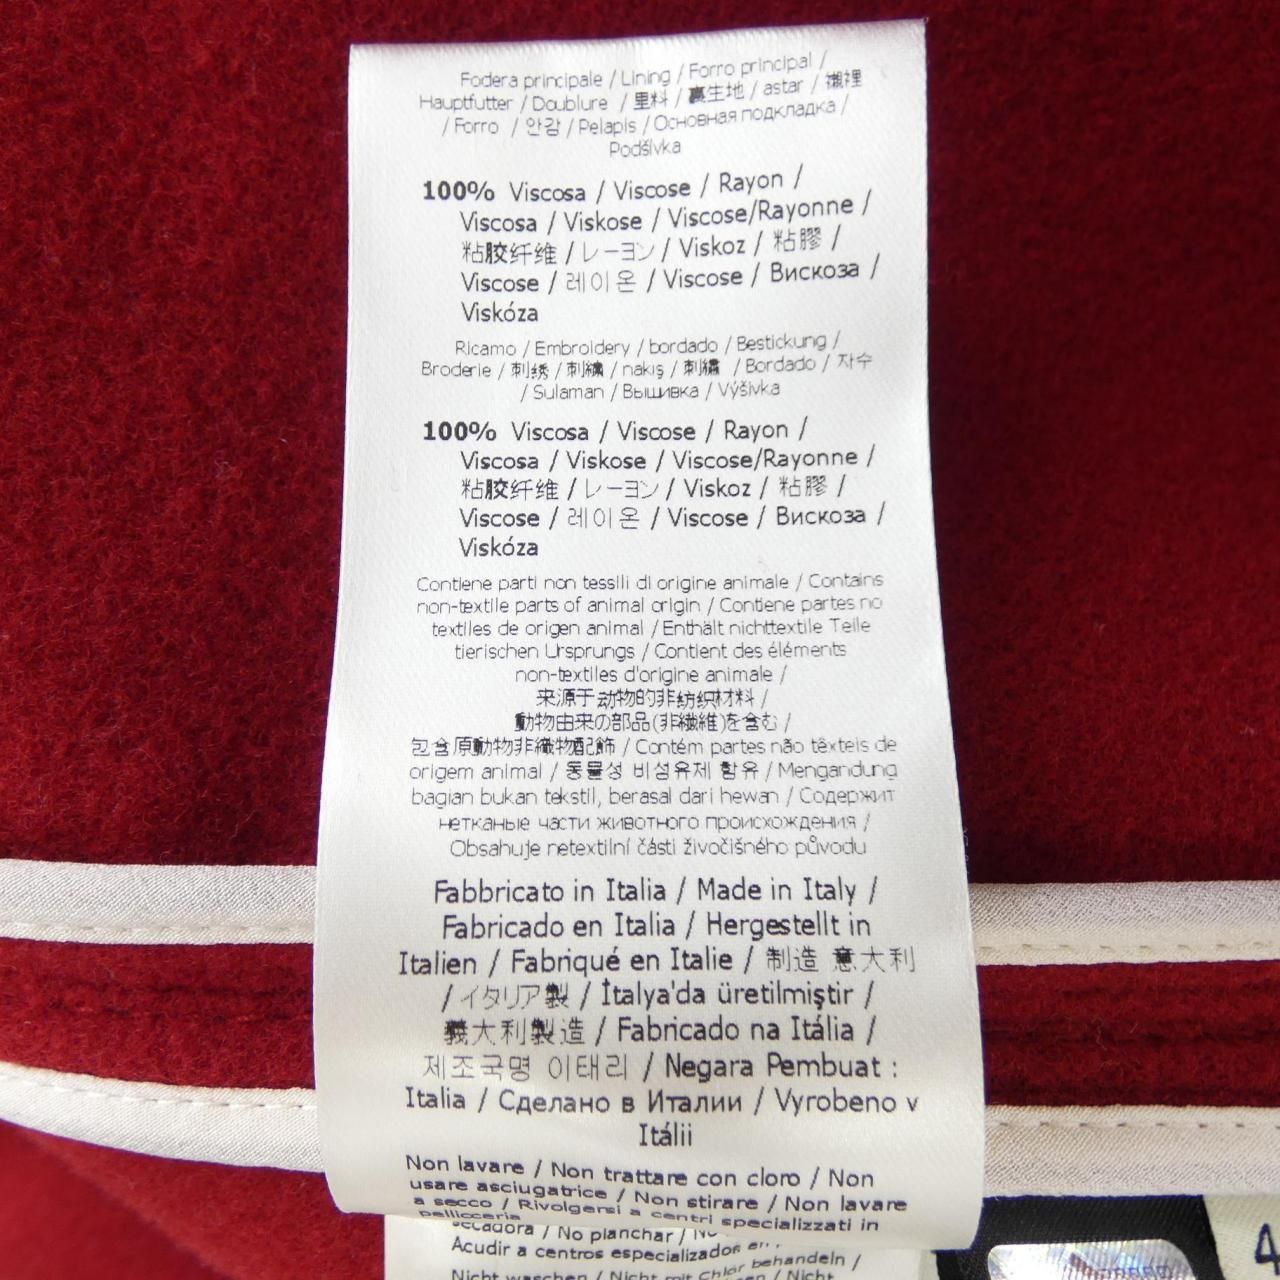 Fodera principale / Lining / Forro principal /
Hauptfutter / Doublure / 里料 / 裏生地 / astar / 襯裡
/ Forro / 안감 / Pelapis / Основная подкладка /
Podšívka
100% Viscosa / Viscose / Rayon /
Viscosa / Viskose / Viscose/Rayonne /
粘胶纤维 / レーヨン / Viskoz / 粘膠 /
Viscose / 레이온 / Viscose / Вискоза /
Viskóza
Ricamo / Embroidery / bordado / Bestickung /
Broderie / 刺绣 / 刺繍 / nakış / 刺繡 / Bordado / 자수
/ Sulaman / Вышивка / Výšivka
100% Viscosa / Viscose / Rayon /
Viscosa / Viskose / Viscose/Rayonne /
粘胶纤维 / レーヨン / Viskoz / 粘膠 /
Viscose / 레이온 / Viscose / Вискоза /
Viskóza
Contiene parti non tessili di origine animale / Contains
non-textile parts of animal origin / Contiene partes no
textiles de origen animal / Enthält nichttextile Teile
tierischen Ursprungs / Contient des éléments
non-textiles d'origine animale /
来源于动物的非纺织材料 /
動物由来の部品(非繊維)を含む /
包含原動物非織物配飾 / Contém partes não têxteis de
origem animal / 동물성 비섬유제 함유 / Mengandung
bagian bukan tekstil, berasal dari hewan / Содержит
нетканые части животного происхождения /
Obsahuje netextilní části živočišného původu
Fabbricato in Italia / Made in Italy /
Fabricado en Italia / Hergestellt in
Italien / Fabriqué en Italie / 制造 意大利
/ イタリア製 / İtalya'da üretilmiştir /
義大利製造 / Fabricado na Itália /
제조국명 이태리 / Negara Pembuat :
Italia / Сделано в Италии / Vyrobeno v
Itálii
Non lavare / Non trattare con cloro / Non
usare asciugatrice / Non stirare / Non lavare
a secco / Rivolgersi a centri specializzati in
pellicceria
secadora / No planchar / No
Acudir a centros especializados en
Nicht waschen / Nicht mit Chlor behandeln /
Nicht
4